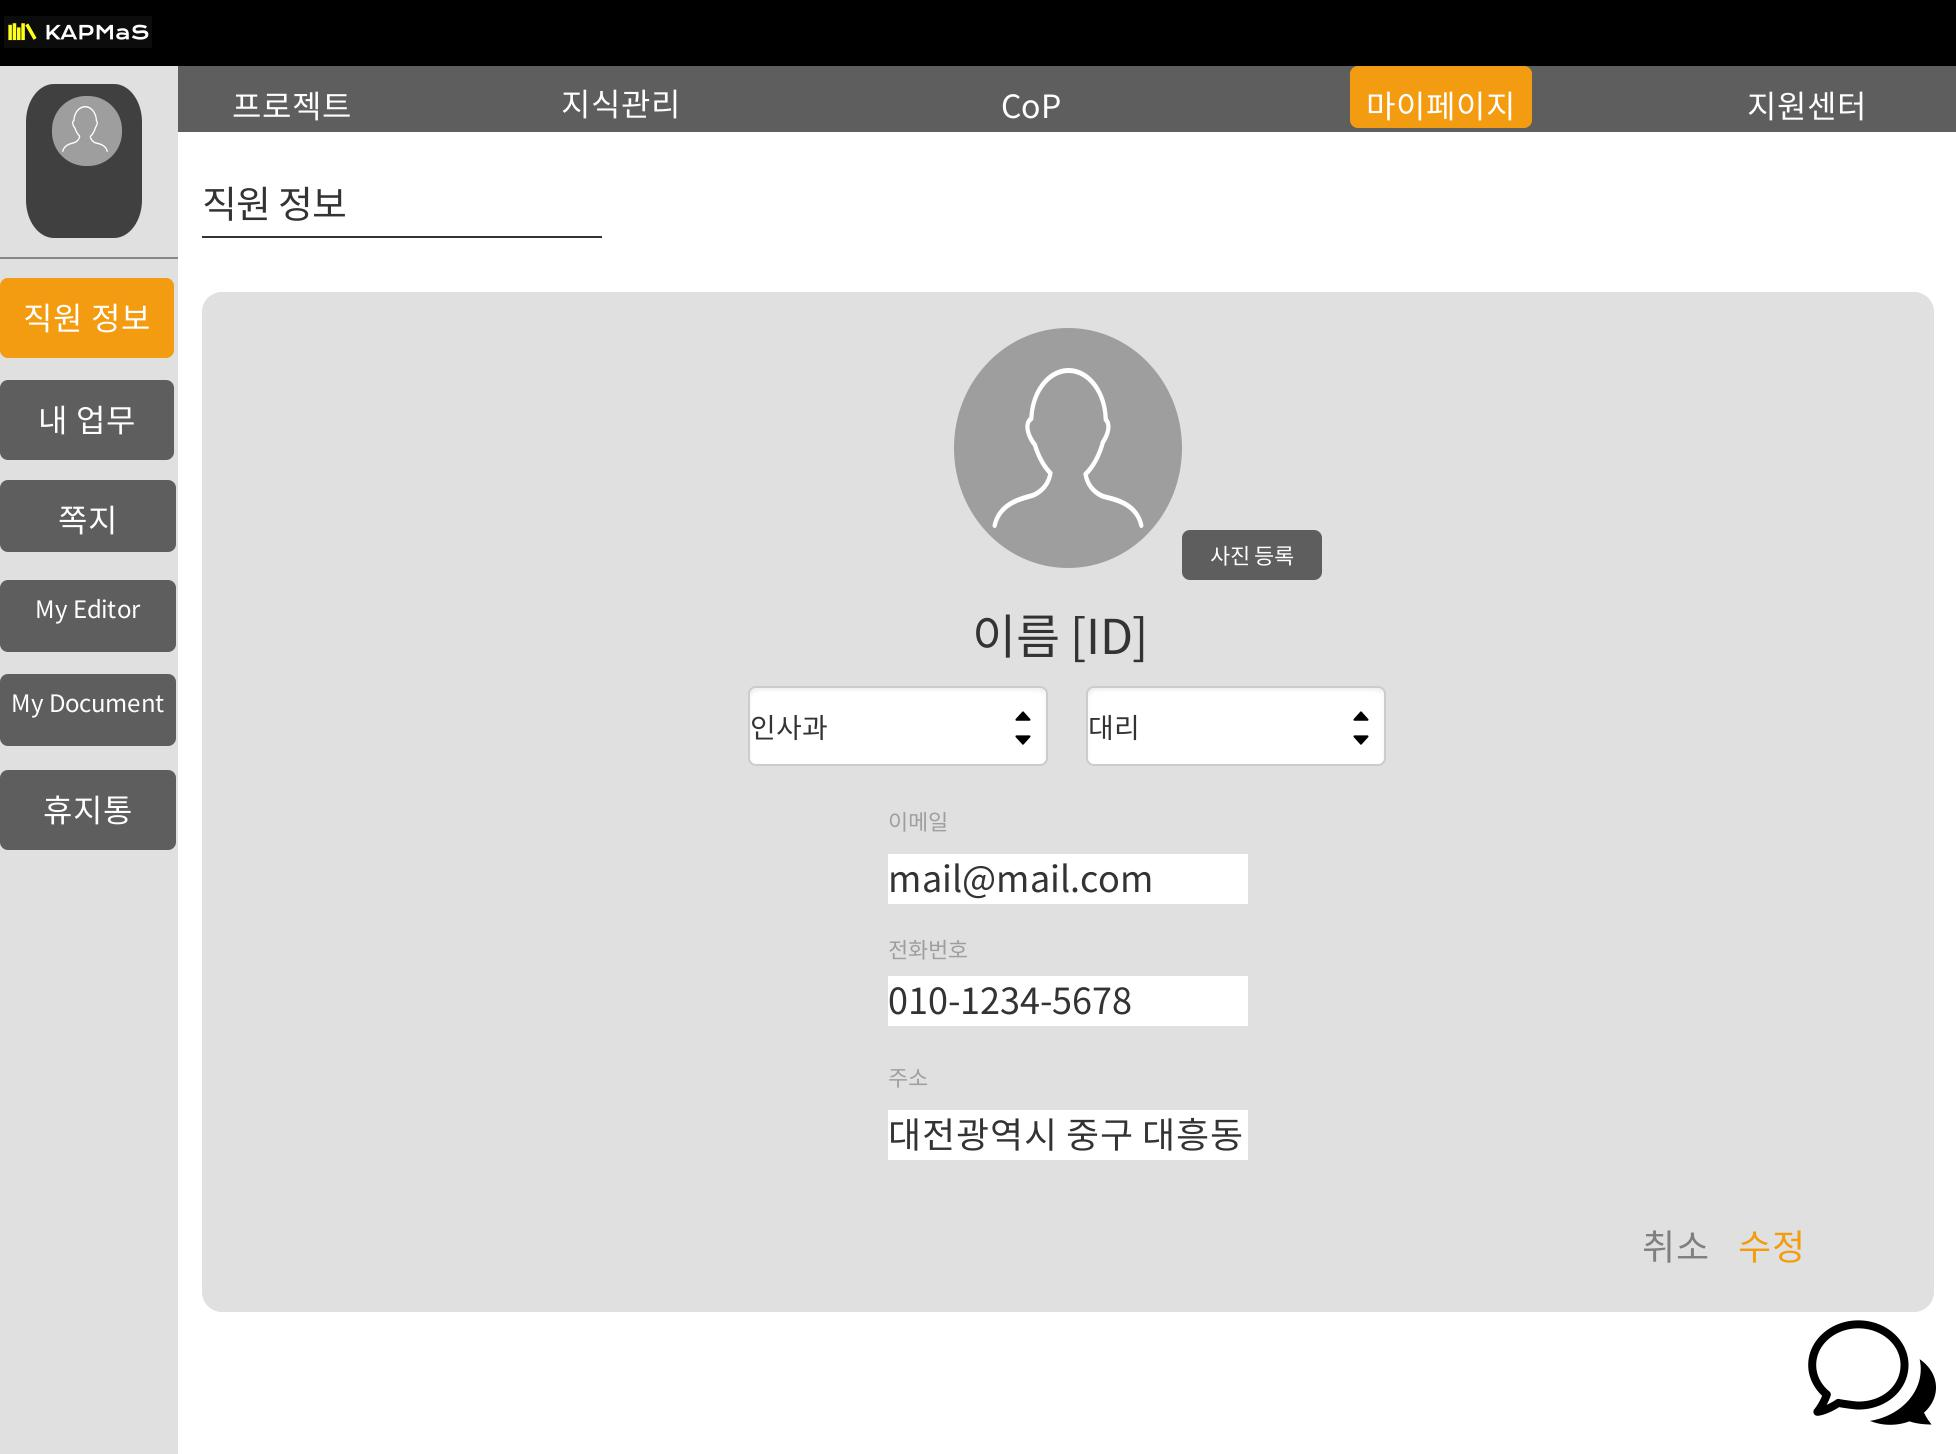 KAPMaS
프로젝트
지식관리
CoP
마이페이지
지원센터
직원 정보
직원 정보
내 업무
쪽지
My Editor
My Document
휴지통
사진 등록
이름 [ID]
인사과
대리
이메일
mail@mail.com
전화번호
010-1234-5678
주소
대전광역시 중구 대흥동
취소 수정